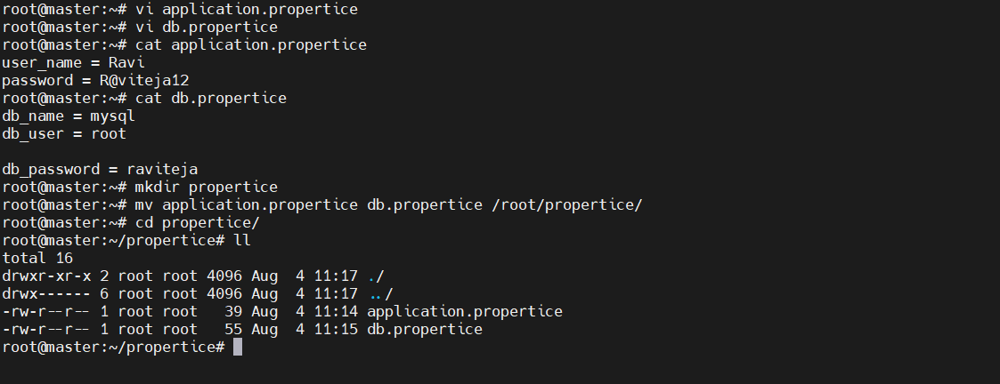 root@master:~# vi application.propertice
root@master:~# vi db.propertice
root@master:~# cat application.propertice
user_name = Ravi
password = R@viteja12
root@master:~# cat db.propertice
db_name = mysql
db_user = root

db_password = raviteja
root@master:~# mkdir propertice
root@master:~# mv application.propertice db.propertice /root/propertice/
root@master:~# cd propertice/
root@master:~/propertice# ll
total 16
drwxr-xr-x 2 root root 4096 Aug  4 11:17 ./
drwx------ 6 root root 4096 Aug  4 11:17 ../
-rw-r--r-- 1 root root   39 Aug  4 11:14 application.propertice
-rw-r--r-- 1 root root   55 Aug  4 11:15 db.propertice
root@master:~/propertice#